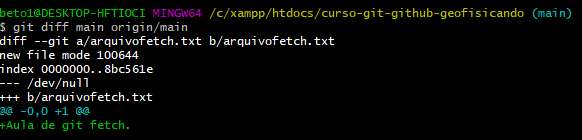 beto1@DESKTOP-HFTIOCI MINGW64 /c/xampp/htdocs/curso-git-github-geofisicando (main)
$ git diff main origin/main
diff --git a/arquivofetch.txt b/arquivofetch.txt
new file mode 100644
index 0000000..8bc561e
--- /dev/null
+++ b/arquivofetch.txt
@@ -0,0 +1 @@
+Aula de git fetch.